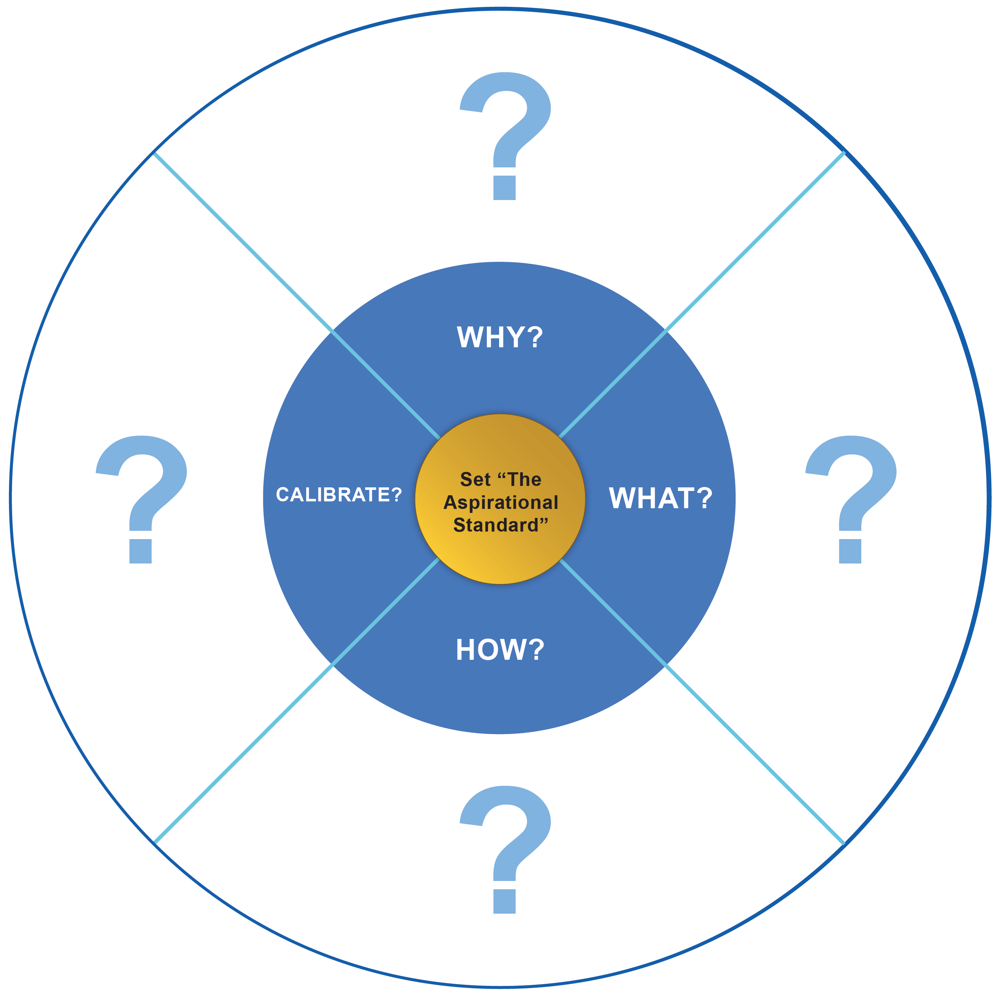 ?
WHY?
?
CALIBRATE?
Set “The
Aspirational
Standard”
WHAT?
?
HOW?
?